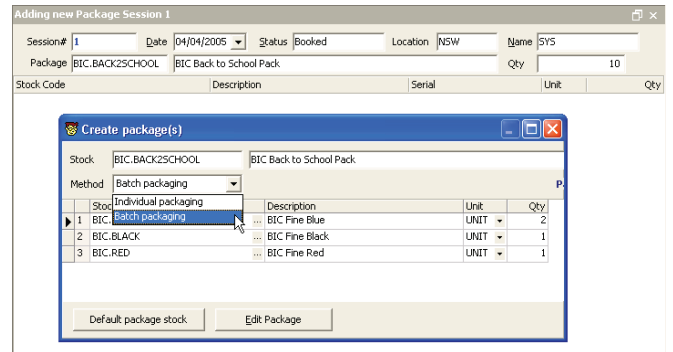 Adding new Package Session 1
Session# 1 Date 04/04/2005 Status Booked Location NSW Name SYS
Package BIC.BACK2SCHOOL BIC Back to School Pack Qty 10
Stock Code Description Serial Unit Qty
Create package(s)
Stock BIC.BACK2SCHOOL BIC Back to School Pack
Method Batch packaging
Individual packaging
Batch packaging
Description Unit Qty
1 BIC. ... BIC Fine Blue UNIT 2
2 BIC.BLACK ... BIC Fine Black UNIT 1
3 BIC.RED ... BIC Fine Red UNIT 1
Default package stock Edit Package